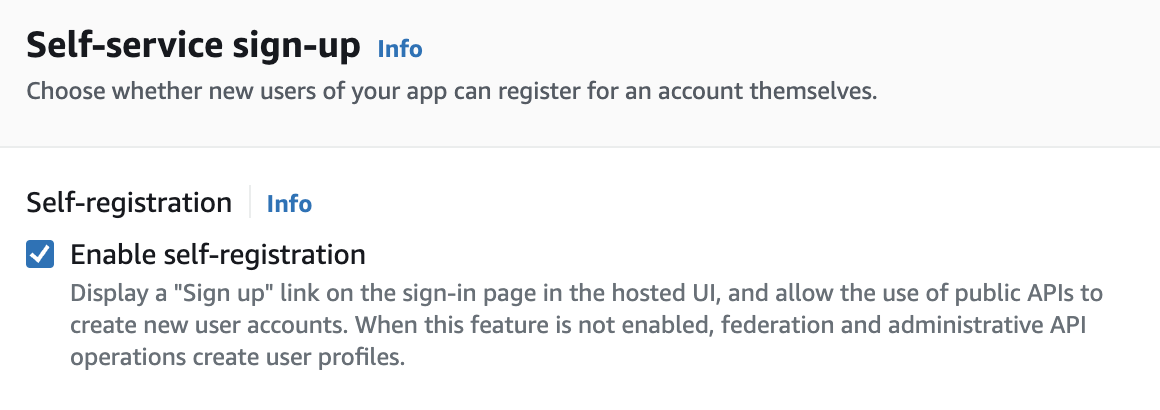 Self-service sign-up Info
Choose whether new users of your app can register for an account themselves.
Self-registration Info
Enable self-registration
Display a "Sign up" link on the sign-in page in the hosted UI, and allow the use of public APIs to
create new user accounts. When this feature is not enabled, federation and administrative API
operations create user profiles.